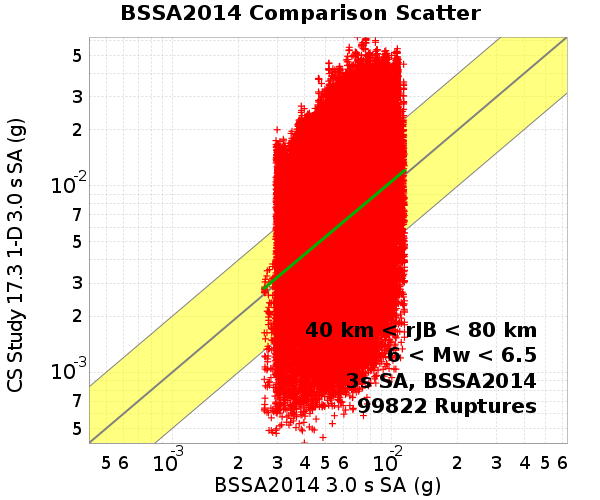 BSSA2014 Comparison Scatter
CS Study 17.3 1-D 3.0 s SA (g)
5
3
2
10-2
7
5
3
2
10-3
7
5
40 km < rJB < 80 km
6 < Mw < 6.5
3s SA, BSSA2014
99822 Ruptures
5 6 10-3 2 3 4 5 6 10-2 2 3 4 5 6
BSSA2014 3.0 s SA (g)